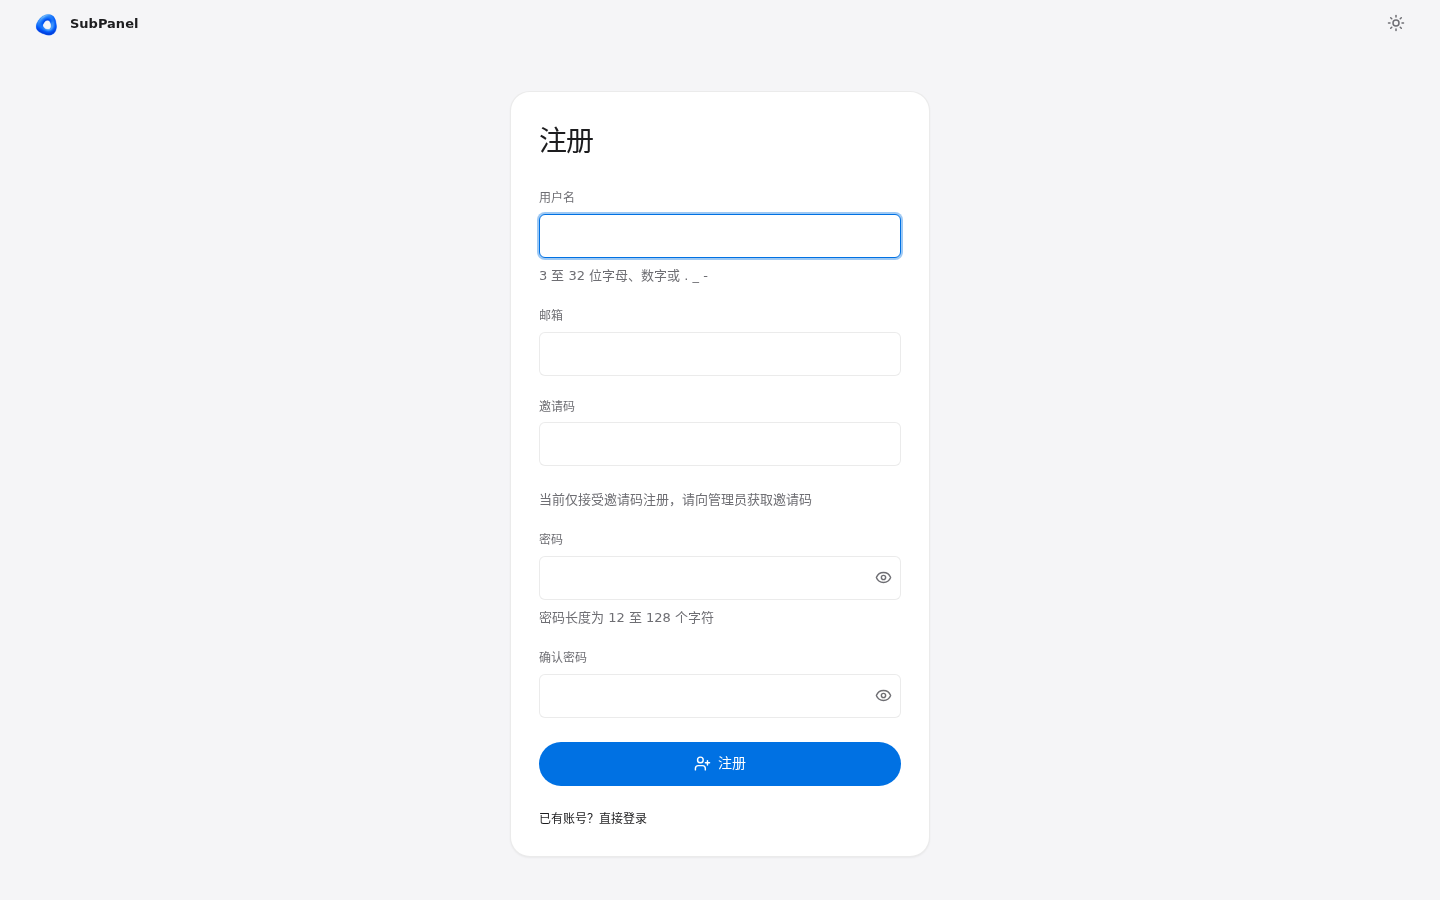 SubPanel
注册
用户名
3 至 32 位字母、数字或 . _ -
邮箱
邀请码
当前仅接受邀请码注册，请向管理员获取邀请码
密码
密码长度为 12 至 128 个字符
确认密码
注册
已有账号？直接登录